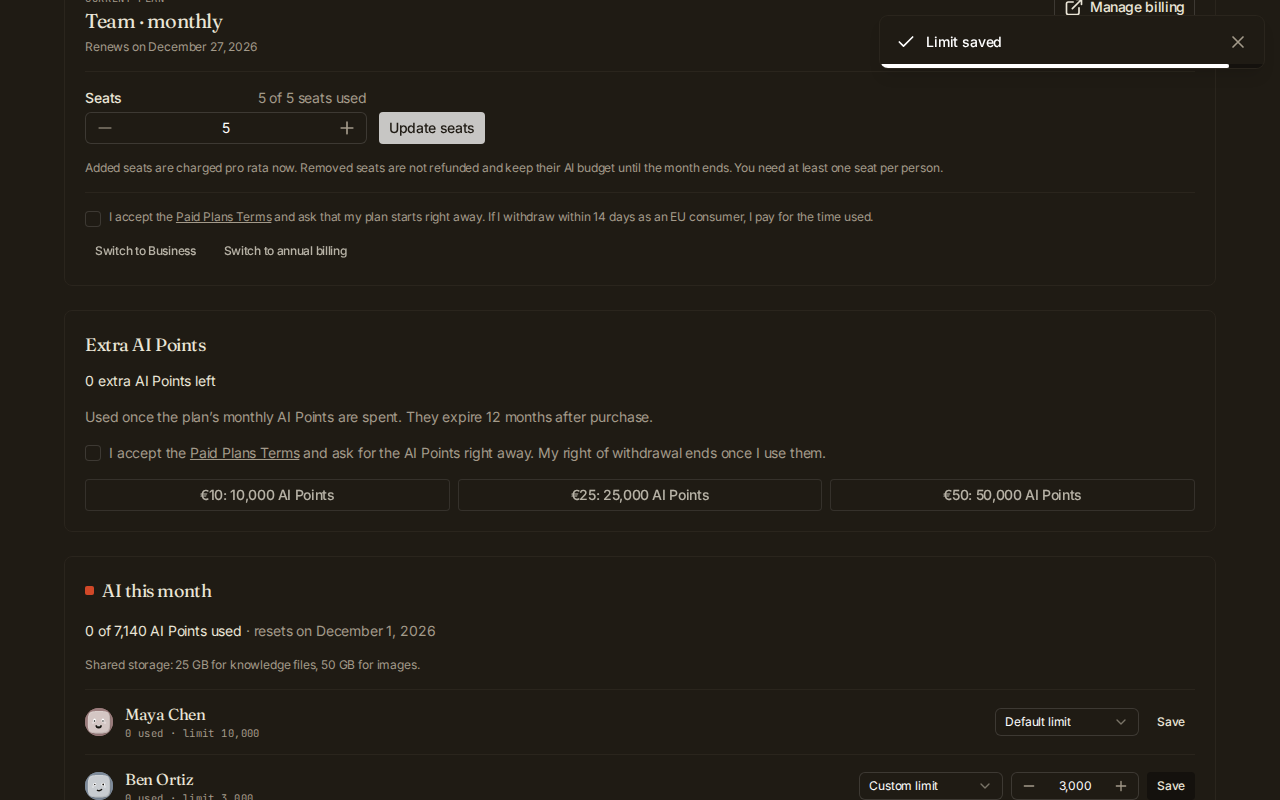 Team · monthly
Manage billing
Renews on December 27, 2026
Limit saved
Seats
5 of 5 seats used
5
Update seats
Added seats are charged pro rata now. Removed seats are not refunded and keep their AI budget until the month ends. You need at least one seat per person.
I accept the Paid Plans Terms and ask that my plan starts right away. If I withdraw within 14 days as an EU consumer, I pay for the time used.
Switch to Business
Switch to annual billing
Extra AI Points
0 extra AI Points left
Used once the plan's monthly AI Points are spent. They expire 12 months after purchase.
I accept the Paid Plans Terms and ask for the AI Points right away. My right of withdrawal ends once I use them.
€10: 10,000 AI Points
€25: 25,000 AI Points
€50: 50,000 AI Points
AI this month
0 of 7,140 AI Points used · resets on December 1, 2026
Shared storage: 25 GB for knowledge files, 50 GB for images.
Maya Chen
0 used · limit 10,000
Default limit
Save
Ben Ortiz
0 used · limit 3,000
Custom limit
3,000
Save